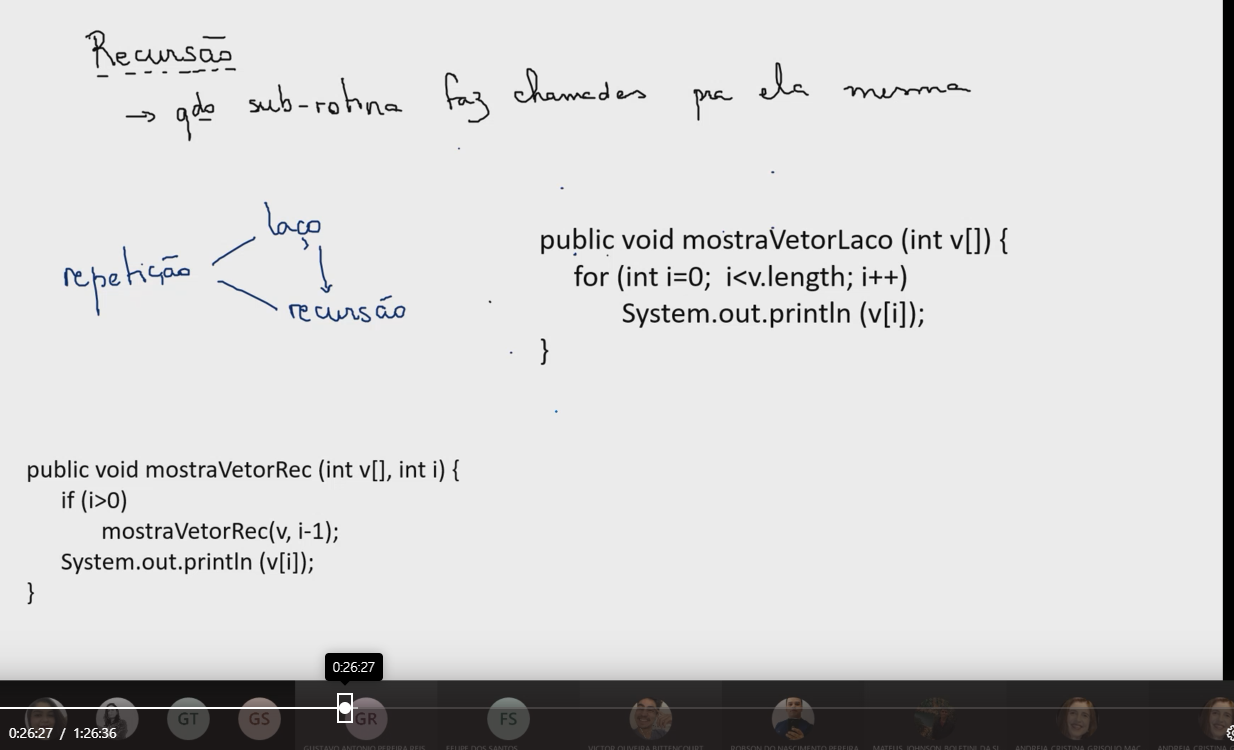 Recursão
→ qdo sub-rotina faz chamadas pra ela mesma
laço
repetição
recursão
public void mostraVetorLaco (int v[]) {
for (int i=0; i<v.length; i++)
System.out.println (v[i]);
}
public void mostraVetorRec (int v[], int i) {
if (i>0)
mostraVetorRec(v, i-1);
System.out.println (v[i]);
}
0:26:27
GT GS GR FS
0:26:27 / 1:26:36